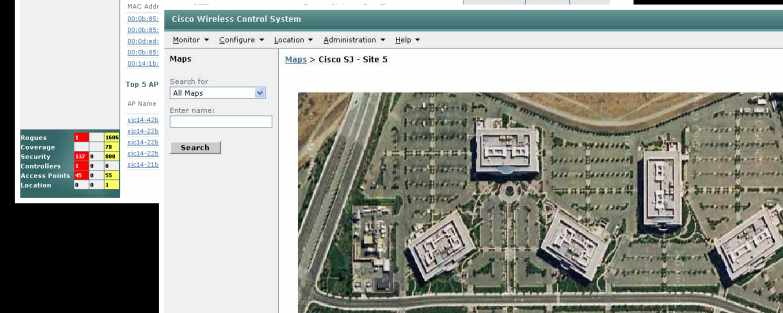 MAC Addr
00:0b:85:
00:0b:85:
00:0d:ed:
00:0b:85:
00:14:1b:
Top 5 AP
AP Name
sjc14-42b
sjc14-22b
sjc14-22b
sjc14-22b
sjc14-21b
Rogues 1 1606
Coverage 78
Security 137 0 800
Controllers 1 0 0
Access Points 45 0 55
Location 0 0 1
Cisco Wireless Control System
Monitor Configure Location Administration Help
Maps
Search for
All Maps
Enter name:
Search
Maps > Cisco SJ - Site 5